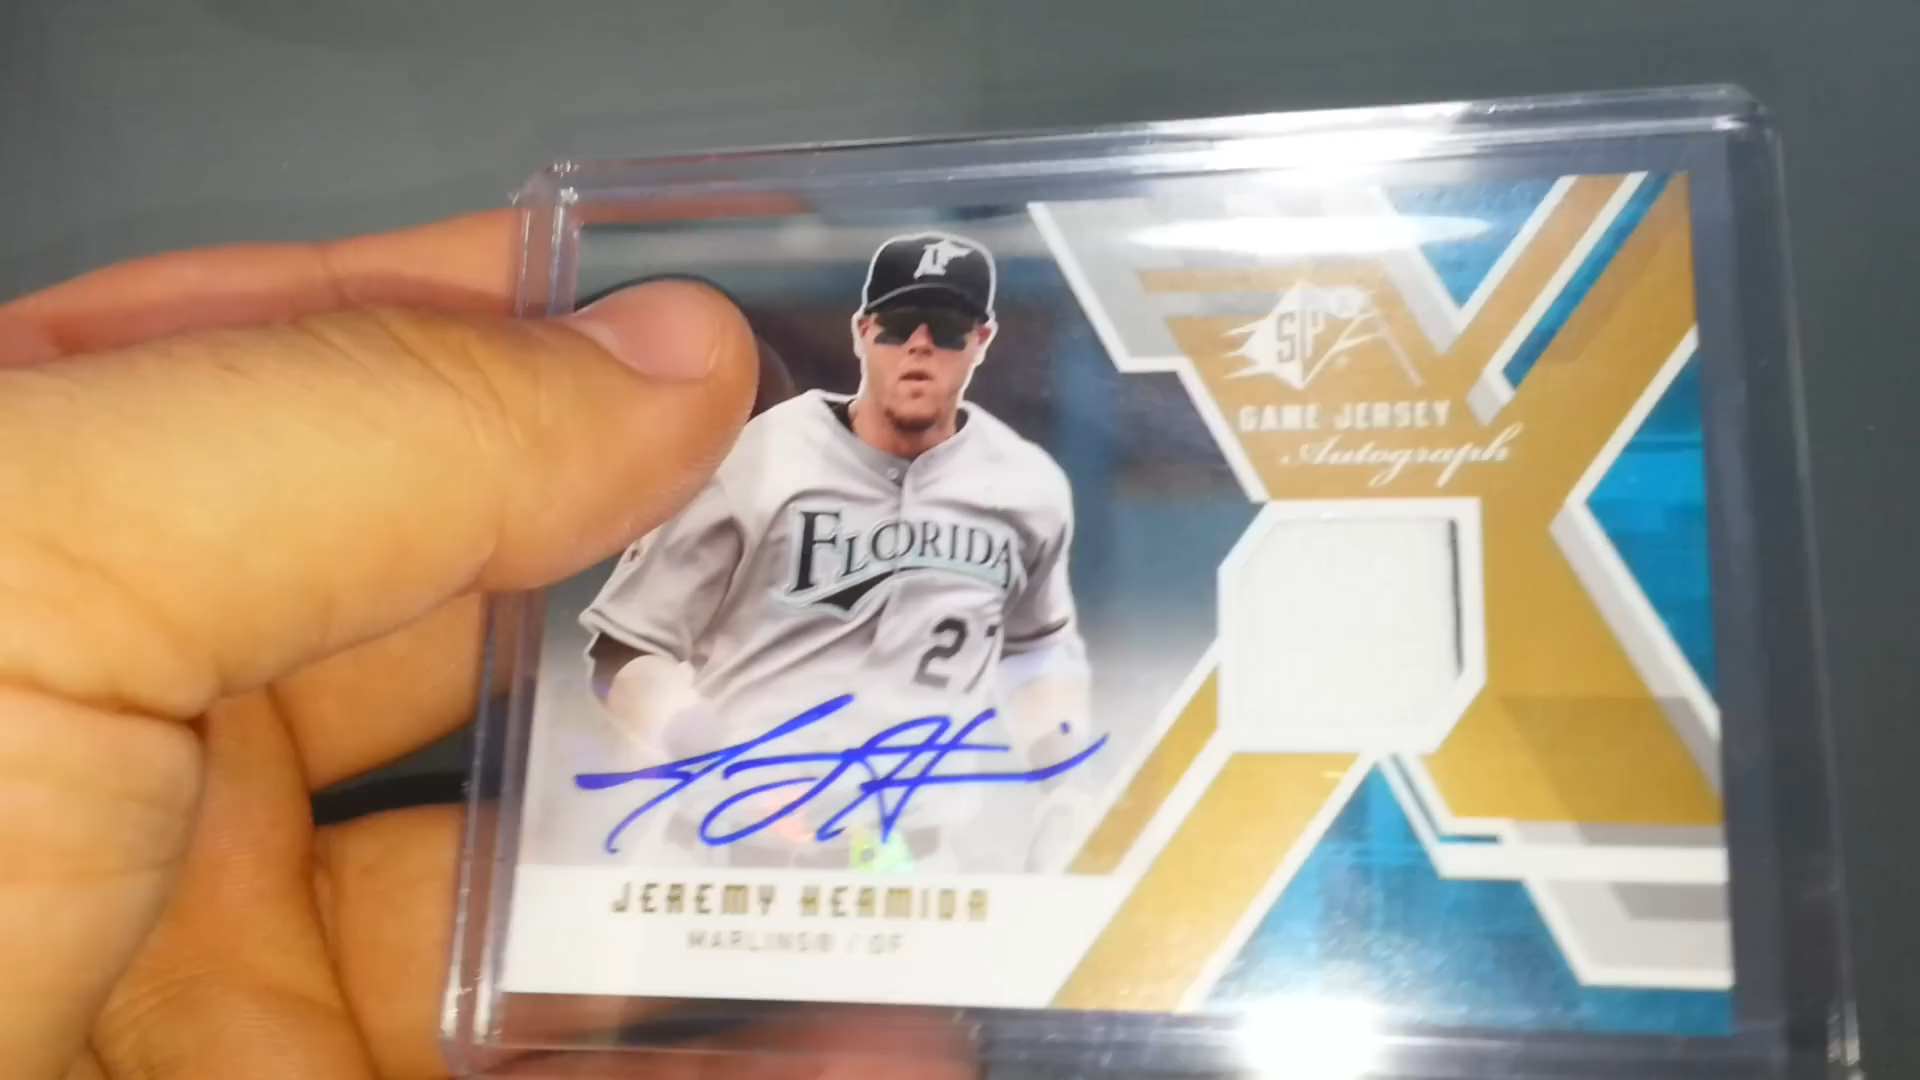 F
SPx
GAME JERSEY
Autograph
FLORIDA
27
JEREMY HERMIDA
MARLINS® / OF